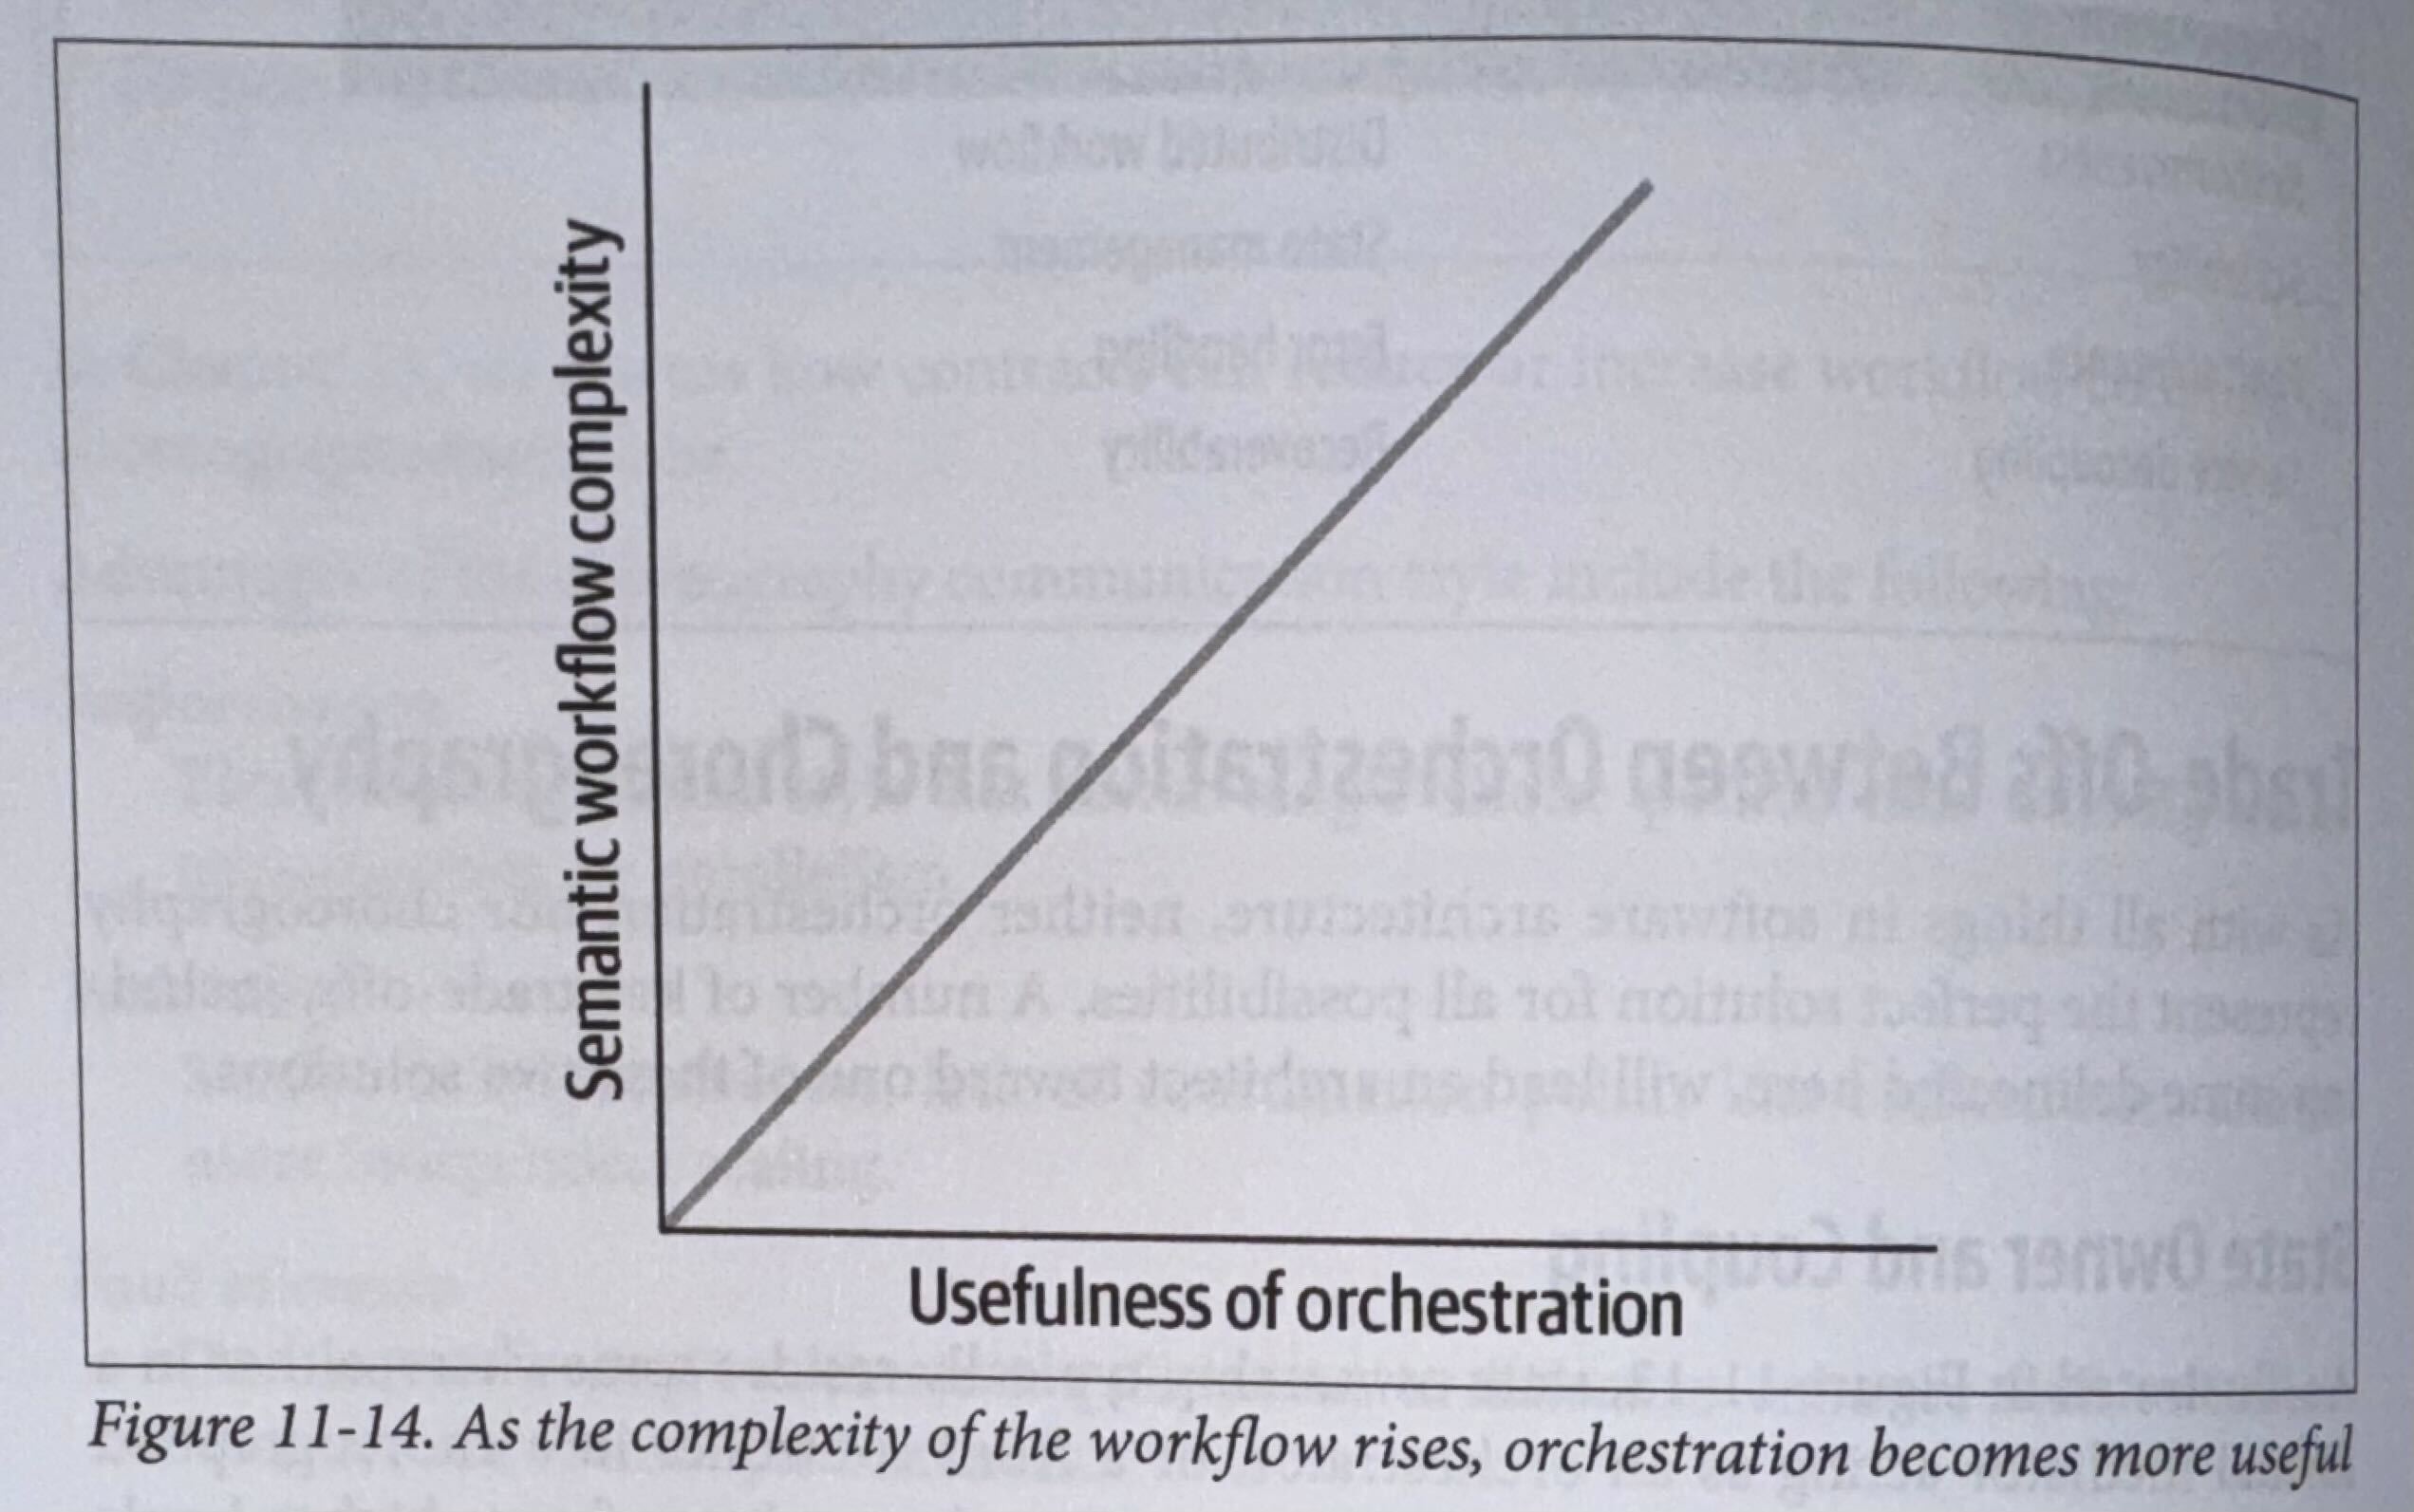 Semantic workflow complexity
Usefulness of orchestration
Figure 11-14. As the complexity of the workflow rises, orchestration becomes more useful